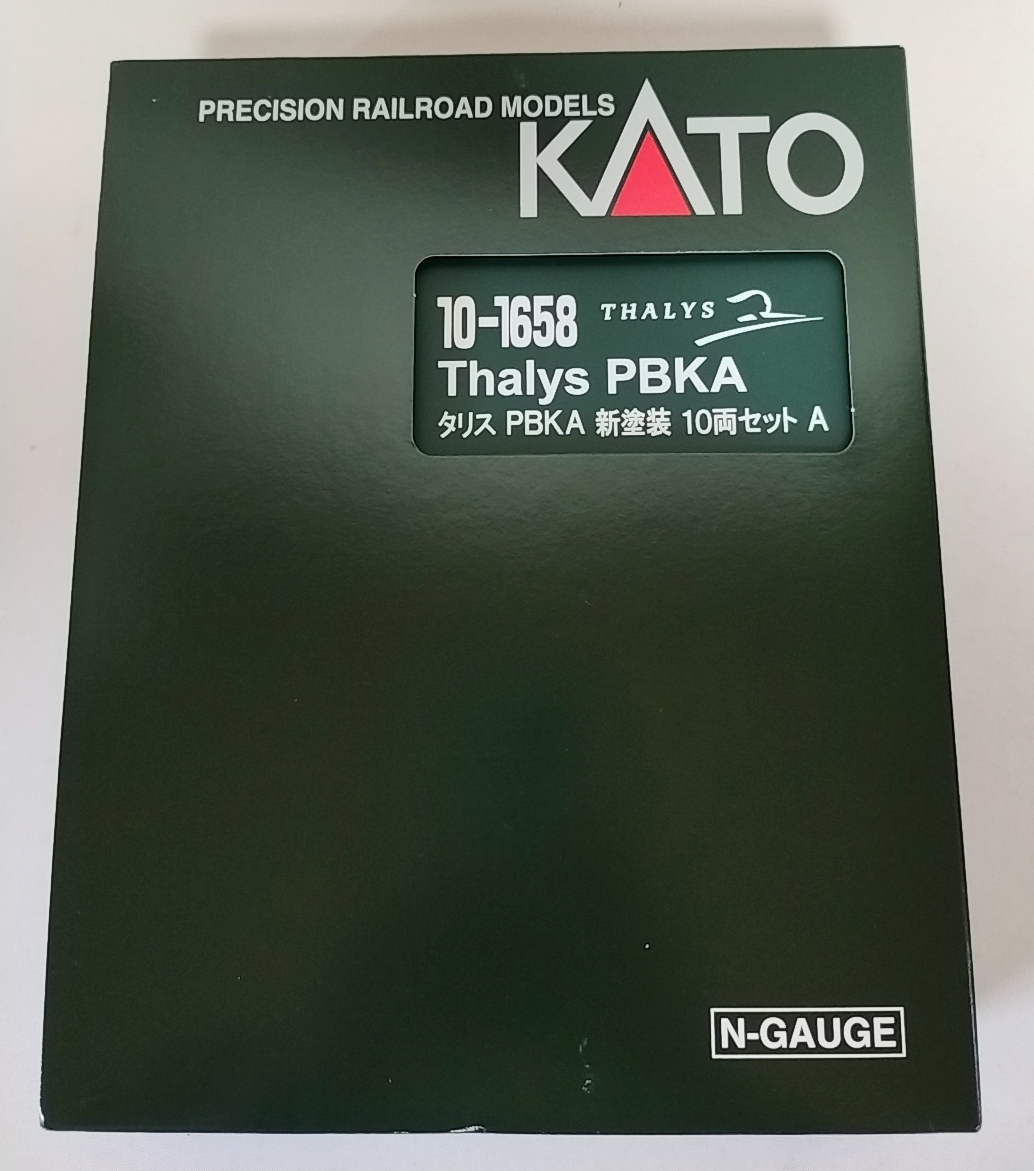 PRECISION RAILROAD MODELS
KATO
10-1658 THALYS
Thalys PBKA
タリス PBKA 新塗装 10両セット A
N-GAUGE